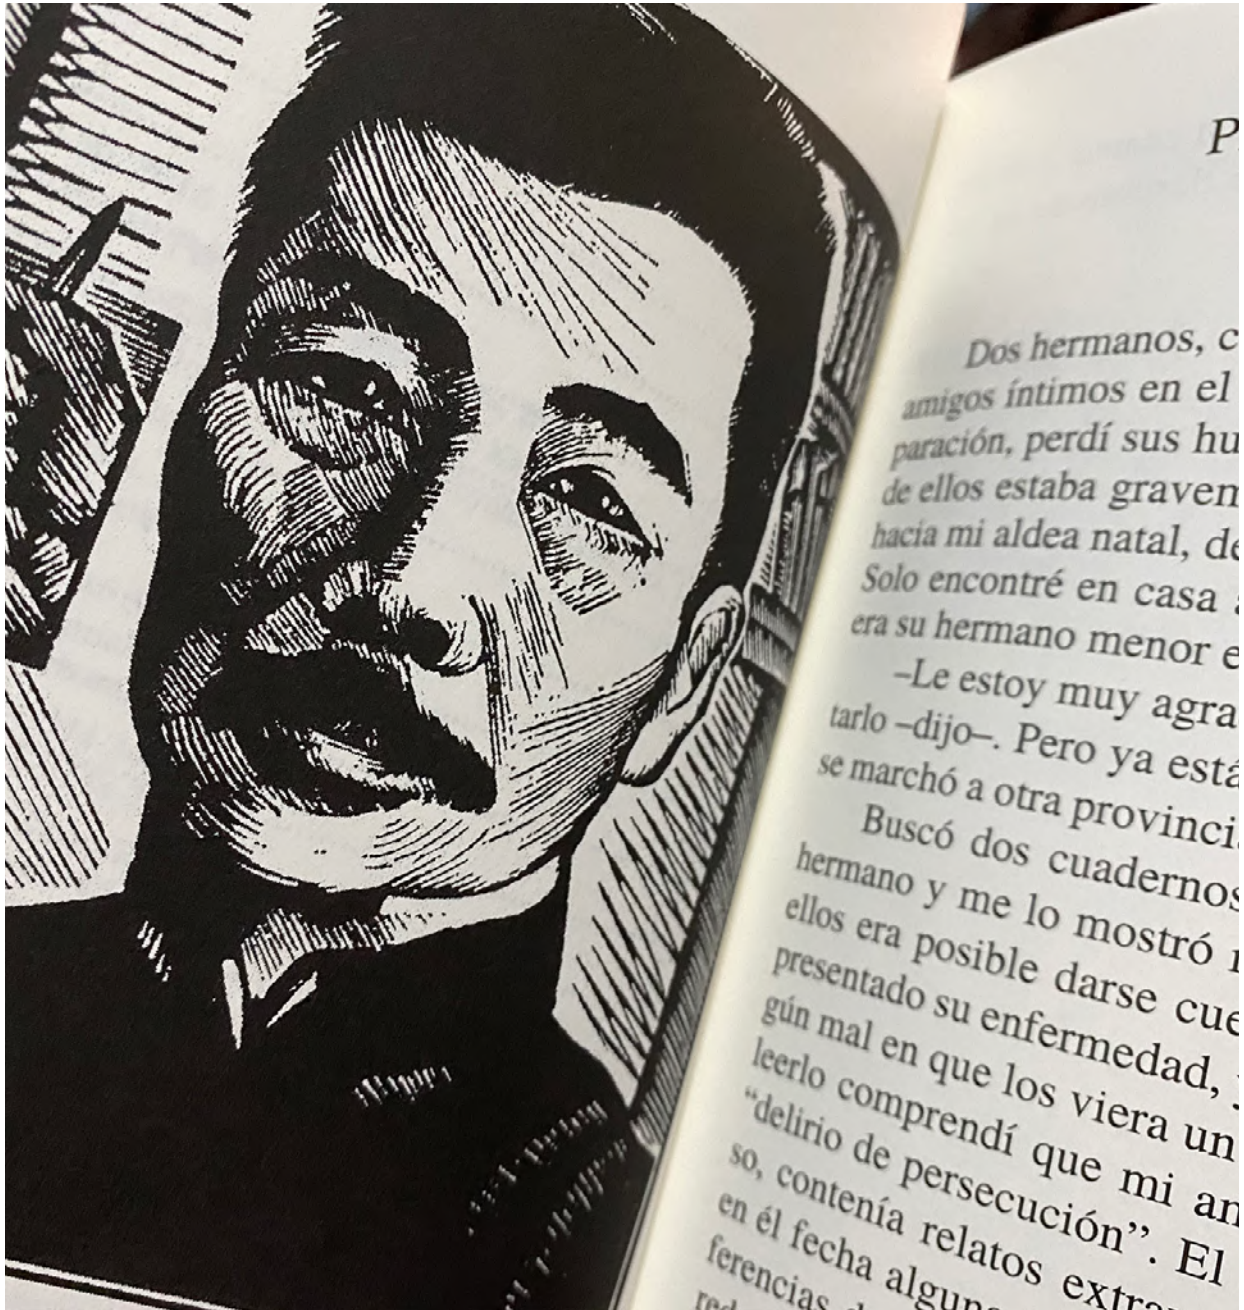 Dos hermanos, c
amigos íntimos en el
paración, perdí sus hu
de ellos estaba gravem
hacia mi aldea natal, de
Solo encontré en casa a
era su hermano menor e
–Le estoy muy agra
tarlo –dijo–. Pero ya está
se marchó a otra provinci
Buscó dos cuadernos
hermano y me lo mostró
ellos era posible darse cue
presentado su enfermedad,
gún mal en que los viera un
leerlo comprendí que mi am
“delirio de persecución”. El
so, contenía relatos extra
en él fecha alguna
ferencias